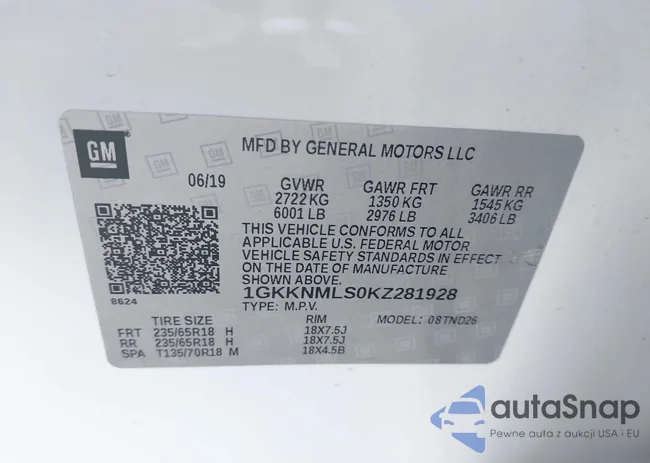 GM
MFD BY GENERAL MOTORS LLC
06/19 GVWR GAWR FRT GAWR RR
2722 KG 1350 KG 1545 KG
6001 LB 2976 LB 3406 LB
THIS VEHICLE CONFORMS TO ALL
APPLICABLE U.S. FEDERAL MOTOR
VEHICLE SAFETY STANDARDS IN EFFECT
ON THE DATE OF MANUFACTURE
SHOWN ABOVE.
8624
1GKKNMLS0KZ281928
TYPE: M.P.V. MODEL: 08TND26
TIRE SIZE RIM
FRT 235/65R18 H 18X7.5J
RR 235/65R18 H 18X7.5J
SPA T135/70R18 M 18X4.5B
autoSnap
Pewne auta z aukcji USA i EU